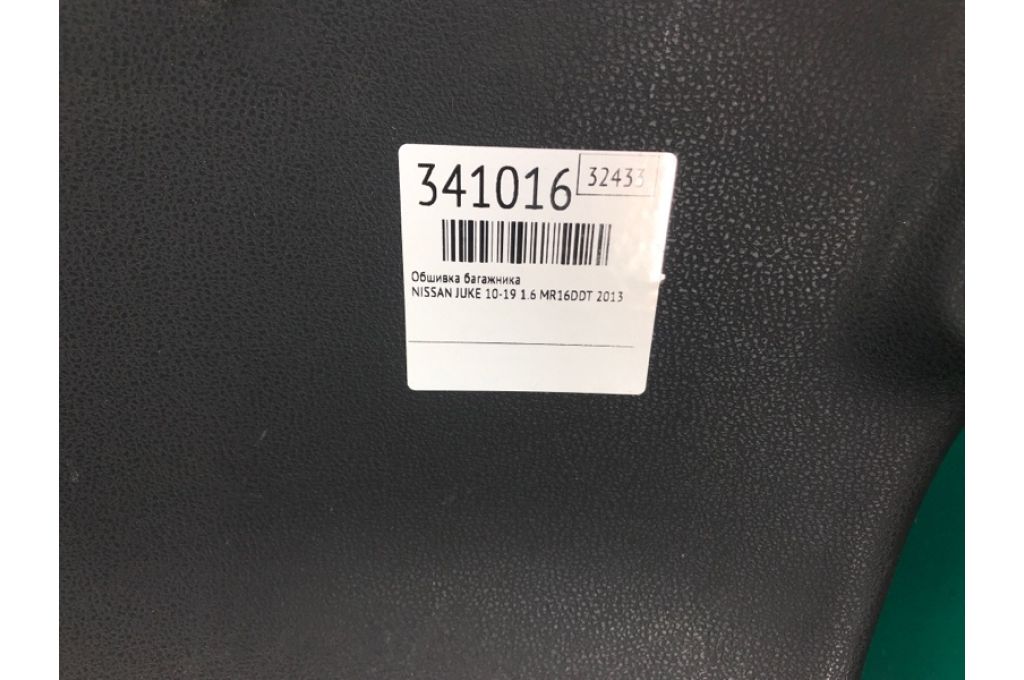 341016 32433
Обшивка багажника
NISSAN JUKE 10-19 1.6 MR16DDT 2013